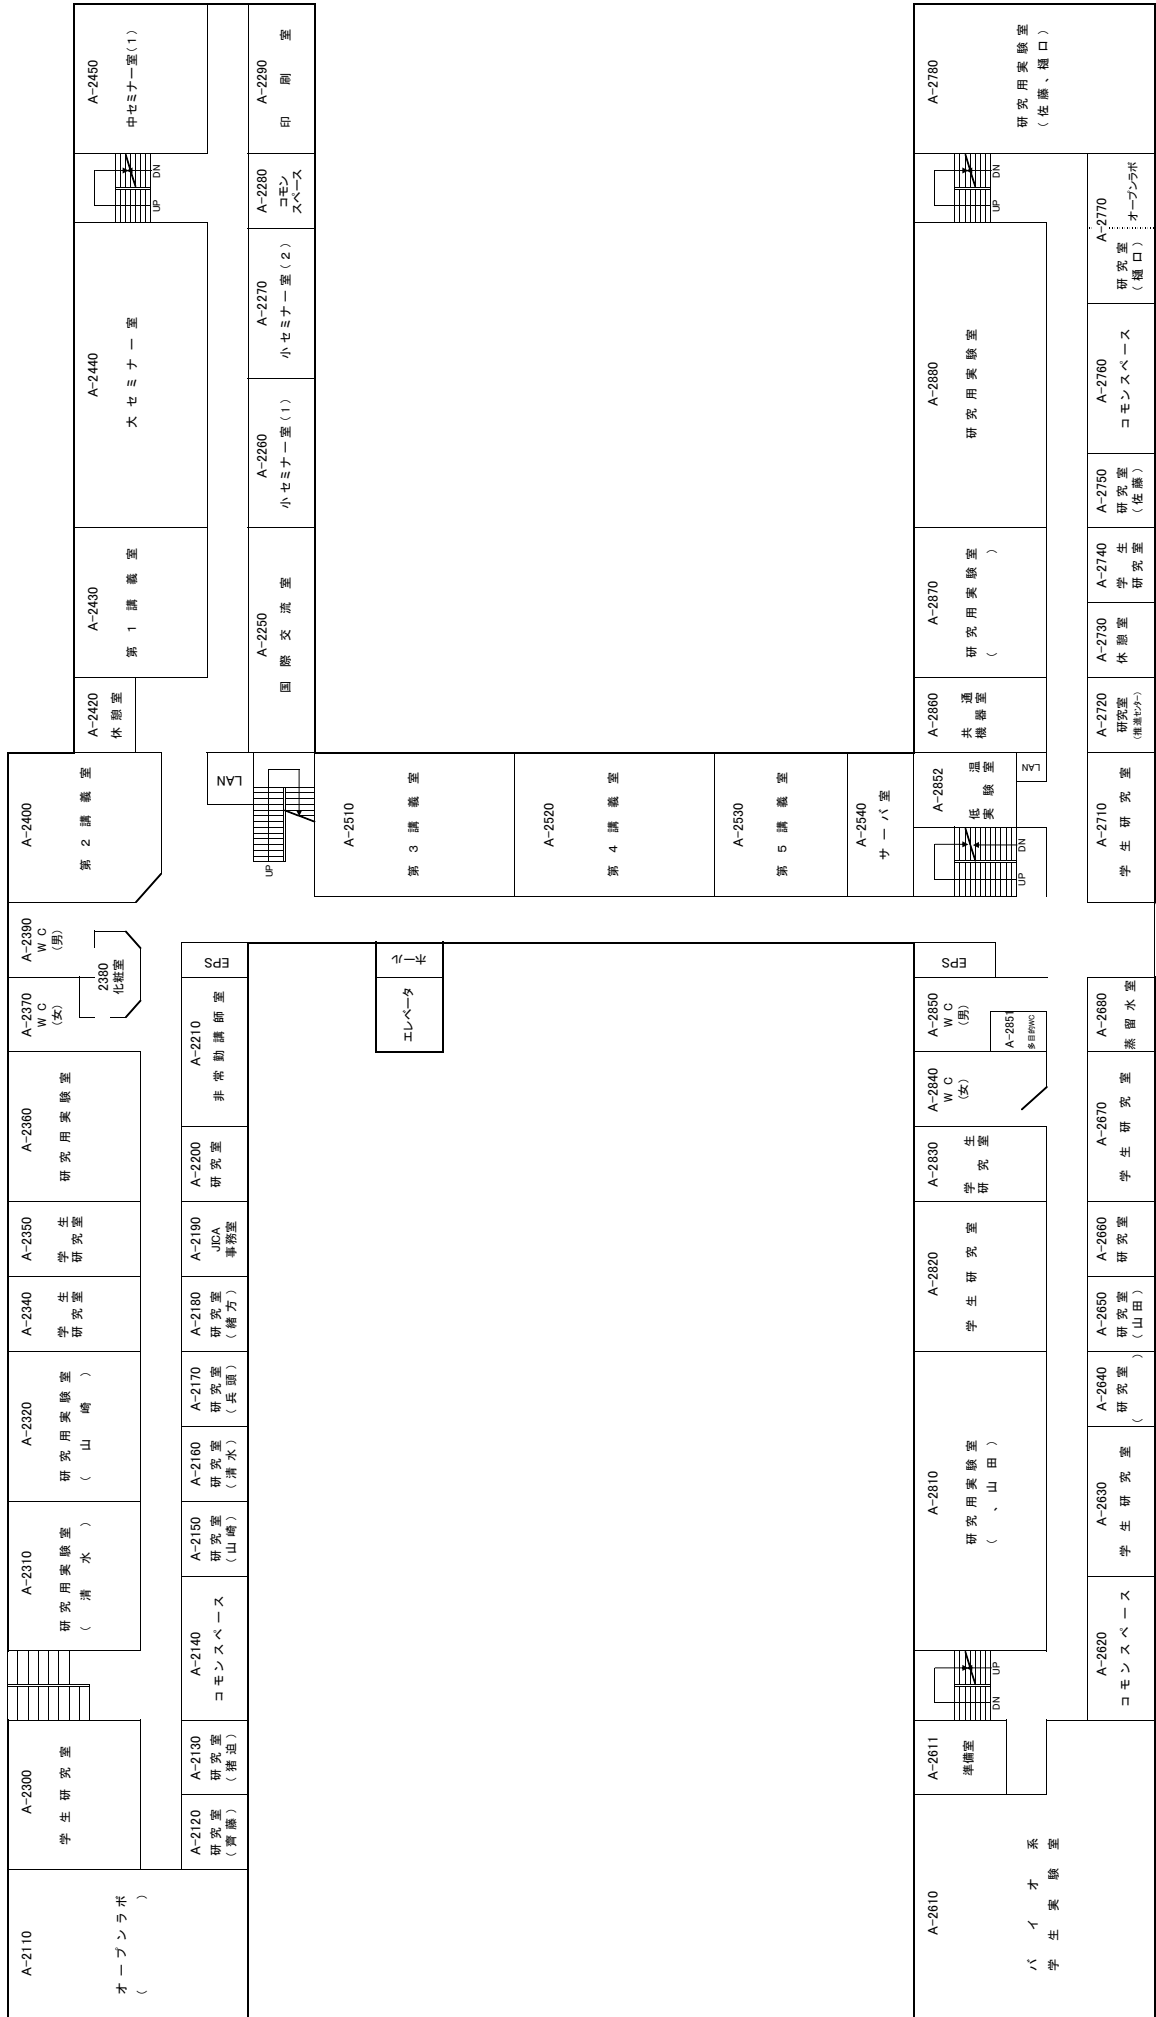 A-2450
中セミナー室(1)
DN
UP
A-2440
大セミナー室
A-2430
第1講義室
A-2420
休憩室
A-2290
印刷室
A-2280
コモン
スペース
A-2270
小セミナー室(2)
A-2260
小セミナー室(1)
A-2250
国際交流室
A-2780
研究用実験室
(佐藤、樋口)
DN
UP
A-2770
オープンラボ
研究室
(樋口)
A-2880
研究用実験室
A-2760
コモンスペース
A-2750
研究室
(佐藤)
A-2740
学生
研究室
A-2870
研究用実験室
( )
A-2730
休憩室
A-2860
共通
機器室
A-2720
研究室
(推進センター)
A-2400
第2講義室
LAN
UP
A-2510
第3講義室
A-2520
第4講義室
A-2530
第5講義室
A-2540
サーバ室
A-2852
低温
実験室
LAN
DN
UP
A-2710
学生研究室
A-2390
WC
(男)
2380
化粧室
A-2370
WC
(女)
EPS
A-2210
非常勤講師室
ホール
エレベータ
EPS
A-2850
WC
(男)
A-2851
多目的WC
A-2840
WC
(女)
A-2680
蒸留水室
A-2360
研究用実験室
A-2200
研究室
A-2830
学生
研究室
A-2670
学生研究室
A-2350
学生
研究室
A-2190
JICA
事務室
A-2820
学生研究室
A-2660
研究室
A-2340
学生
研究室
A-2180
研究室
(緒方)
A-2650
研究室
(山田)
A-2320
研究用実験室
(山崎)
A-2170
研究室
(兵頭)
A-2160
研究室
(清水)
A-2810
研究用実験室
( 、山田)
A-2640
研究室
( )
A-2630
学生研究室
A-2310
研究用実験室
(清水)
A-2150
研究室
(山崎)
A-2140
コモンスペース
UP
DN
A-2620
コモンスペース
A-2300
学生研究室
A-2130
研究室
(猪迫)
A-2120
研究室
(齊藤)
A-2611
準備室
A-2110
オープンラボ
( )
A-2610
バイオ系
学生実験室